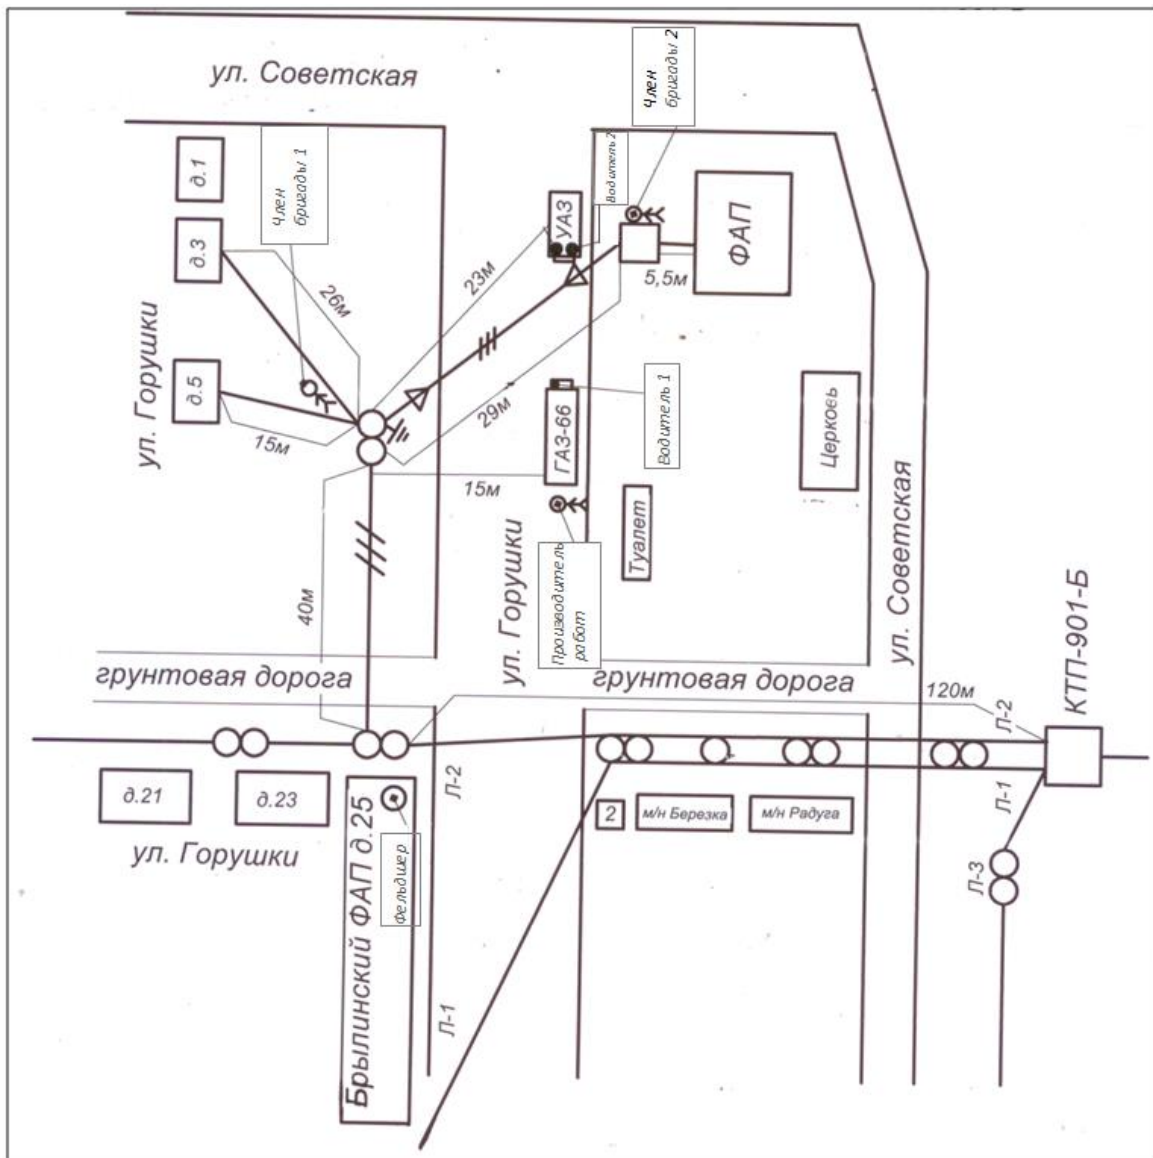 ул. Советская
Член
бригады 2
Член
бригады 1
Водитель 2
д.1
д.3
УАЗ
ФАП
26м
23м
5,5м
ул. Горушки
д.5
15м
29м
ГАЗ-66
Водитель 1
Церковь
15м
40м
Туалет
Производитель
работ
ул. Горушки
ул. Советская
грунтовая дорога
грунтовая дорога
120м
Л-2
КТП-901-Б
д.21
д.23
Л-2
2
м/н Березка
м/н Радуга
Л-1
ул. Горушки
Брылинский ФАП д.25
Фельдшер
Л-3
Л-1